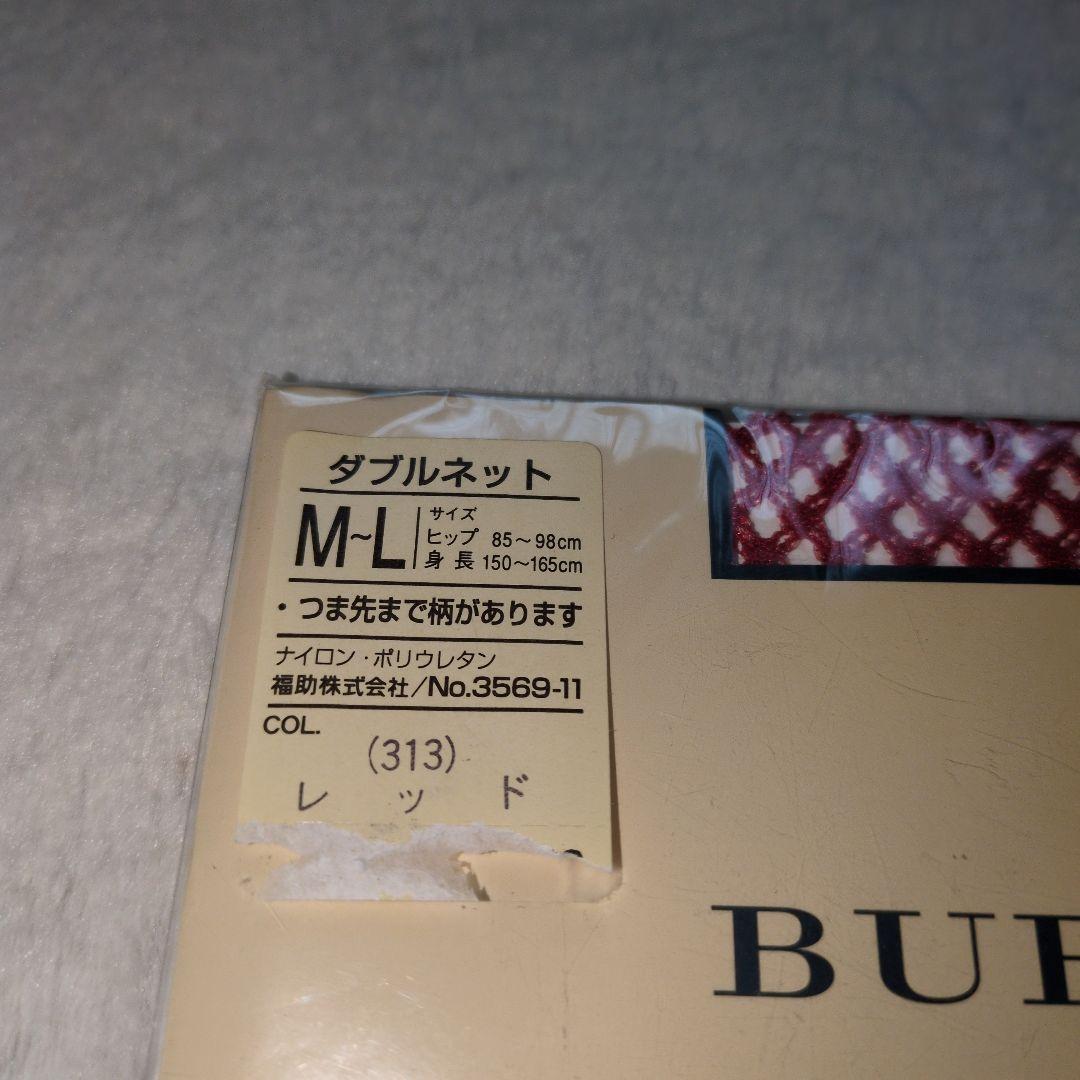 ダブルネット
M~L
サイズ
ヒップ 85～98cm
身長 150～165cm
・つま先まで柄があります
ナイロン・ポリウレタン
福助株式会社/No.3569-11
COL.
(313)
レッド